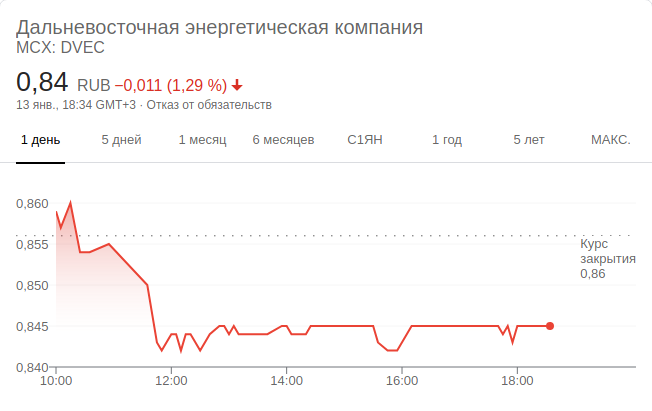 Дальневосточная энергетическая компания
MCX: DVEC
0,84 RUB −0,011 (1,29 %)
13 янв., 18:34 GMT+3 · Отказ от обязательств
1 день 5 дней 1 месяц 6 месяцев С1ЯН 1 год 5 лет МАКС.
0,860
0,855
Курс
закрытия
0,86
0,850
0,845
0,840
10:00 12:00 14:00 16:00 18:00